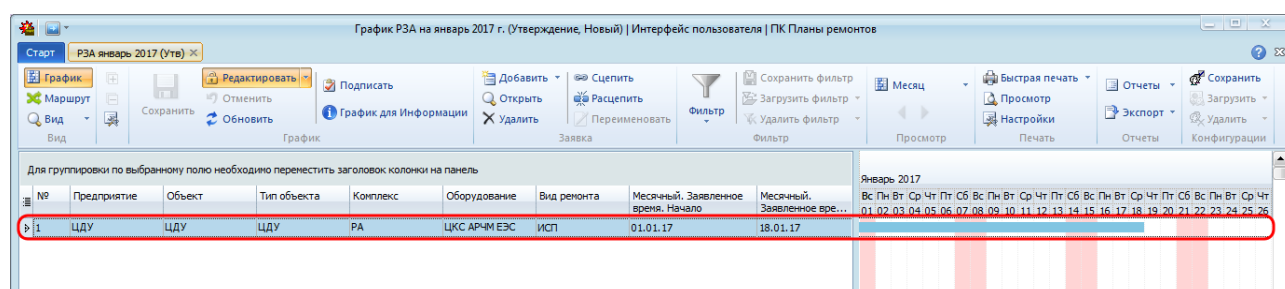 График РЗА на январь 2017 г. (Утверждение, Новый) | Интерфейс пользователя | ПК Планы ремонтов
Старт РЗА январь 2017 (Утв)
График Редактировать Подписать Добавить Сцепить Сохранить фильтр Месяц Быстрая печать Отчеты Сохранить
Маршрут Отменить График для Информации Открыть Расцепить Загрузить фильтр Просмотр Экспорт Загрузить
Вид Сохранить Обновить Удалить Переименовать Фильтр Удалить фильтр Настройки Удалить
Вид График Заявка Фильтр Просмотр Печать Отчеты Конфигурации
Для группировки по выбранному полю необходимо переместить заголовок колонки на панель
Январь 2017
№ Предприятие Объект Тип объекта Комплекс Оборудование Вид ремонта Месячный. Заявленное время. Начало Месячный. Заявленное вре...
Вс Пн Вт Ср Чт Пт Сб Вс Пн Вт Ср Чт Пт Сб Вс Пн Вт Ср Чт Пт Сб Вс Пн Вт Ср Чт
01 02 03 04 05 06 07 08 09 10 11 12 13 14 15 16 17 18 19 20 21 22 23 24 25 26
1 ЦДУ ЦДУ ЦДУ РА ЦКС АРЧМ ЕЭС ИСП 01.01.17 18.01.17